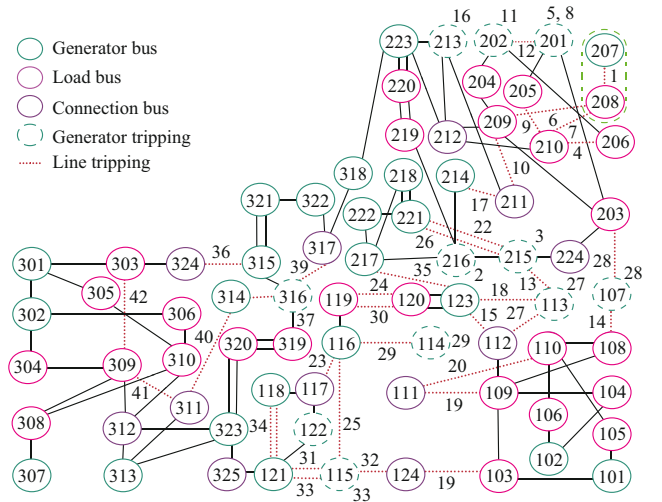 16 11 5, 8
Generator bus
Load bus
Connection bus
Generator tripping
Line tripping
223 213 202 12 201 207
1
220 204 205 208
219 212 209 9 6 7 210 4 206
10
318 218 214 17 211
321 322 222 221 22 203
317 26 3
301 303 324 36 315 39 217 35 216 2 215 224 28
305 42 314 316 24 13 27 28
302 306 40 37 119 120 123 18 113 107
30 15 27 14
304 309 310 320 319 116 29 114 29 112 110 108
41 23 20
311 118 117 111 19 109 104
308 312 323 34 122 25 106 105
31 102
307 313 325 121 33 115 33 32 124 19 103 101